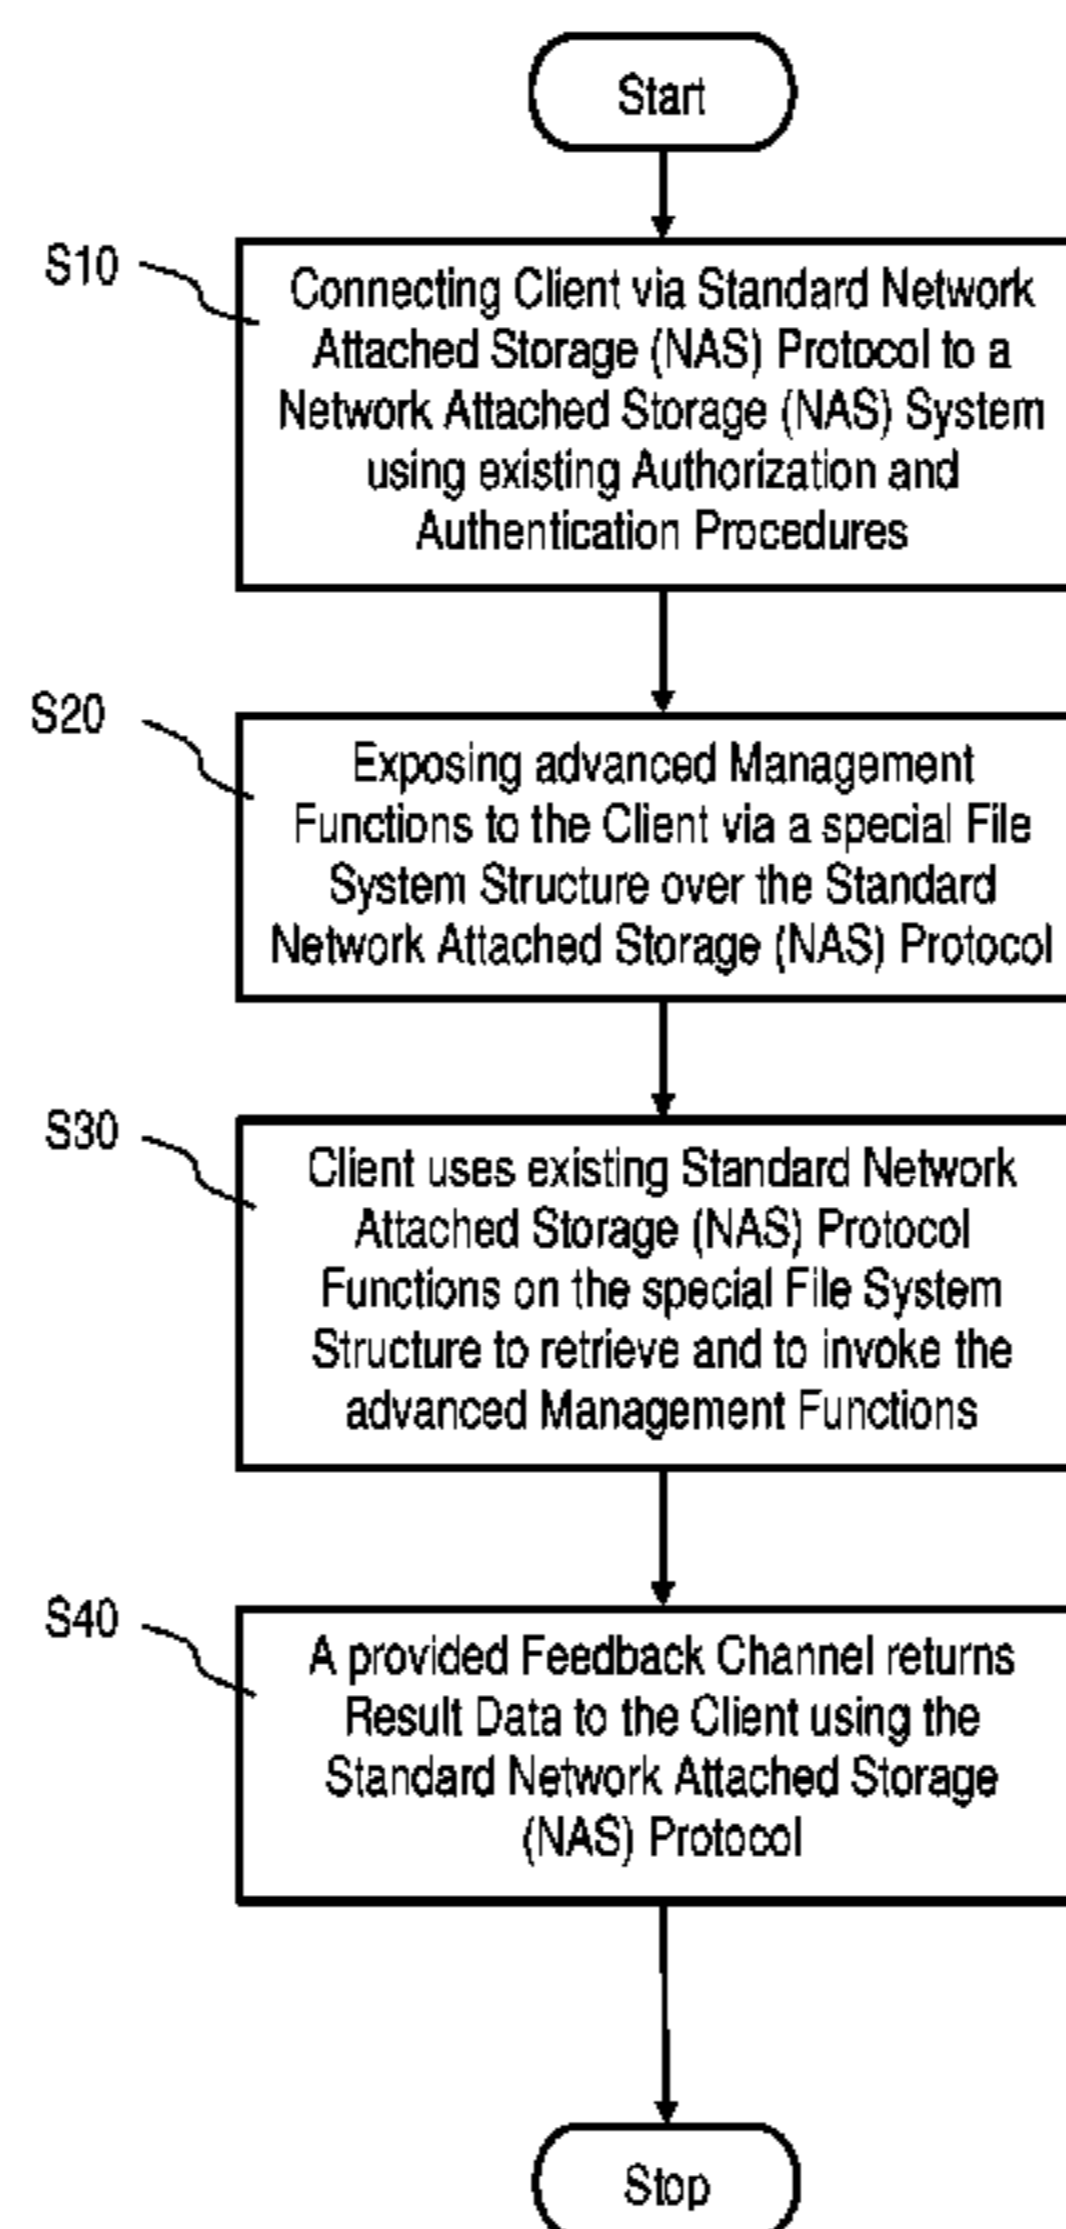 Start
S10
Connecting Client via Standard Network
Attached Storage (NAS) Protocol to a
Network Attached Storage (NAS) System
using existing Authorization and
Authentication Procedures
S20
Exposing advanced Management
Functions to the Client via a special File
System Structure over the Standard
Network Attached Storage (NAS) Protocol
S30
Client uses existing Standard Network
Attached Storage (NAS) Protocol
Functions on the special File System
Structure to retrieve and to invoke the
advanced Management Functions
S40
A provided Feedback Channel returns
Result Data to the Client using the
Standard Network Attached Storage
(NAS) Protocol
Stop